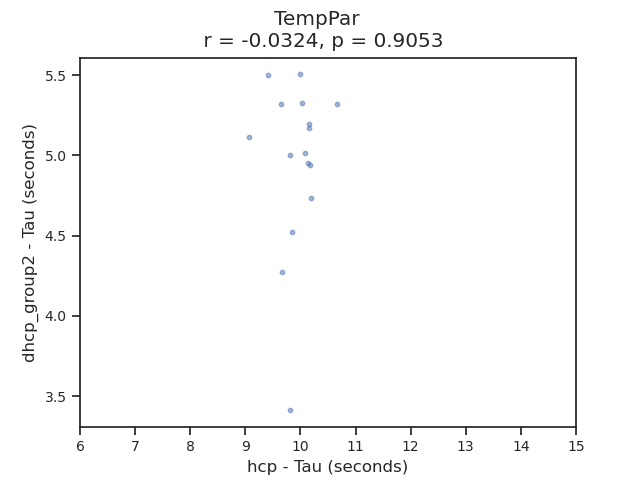 TempPar
r = -0.0324, p = 0.9053
5.5
5.0
4.5
4.0
3.5
dhcp_group2 - Tau (seconds)
6 7 8 9 10 11 12 13 14 15
hcp - Tau (seconds)